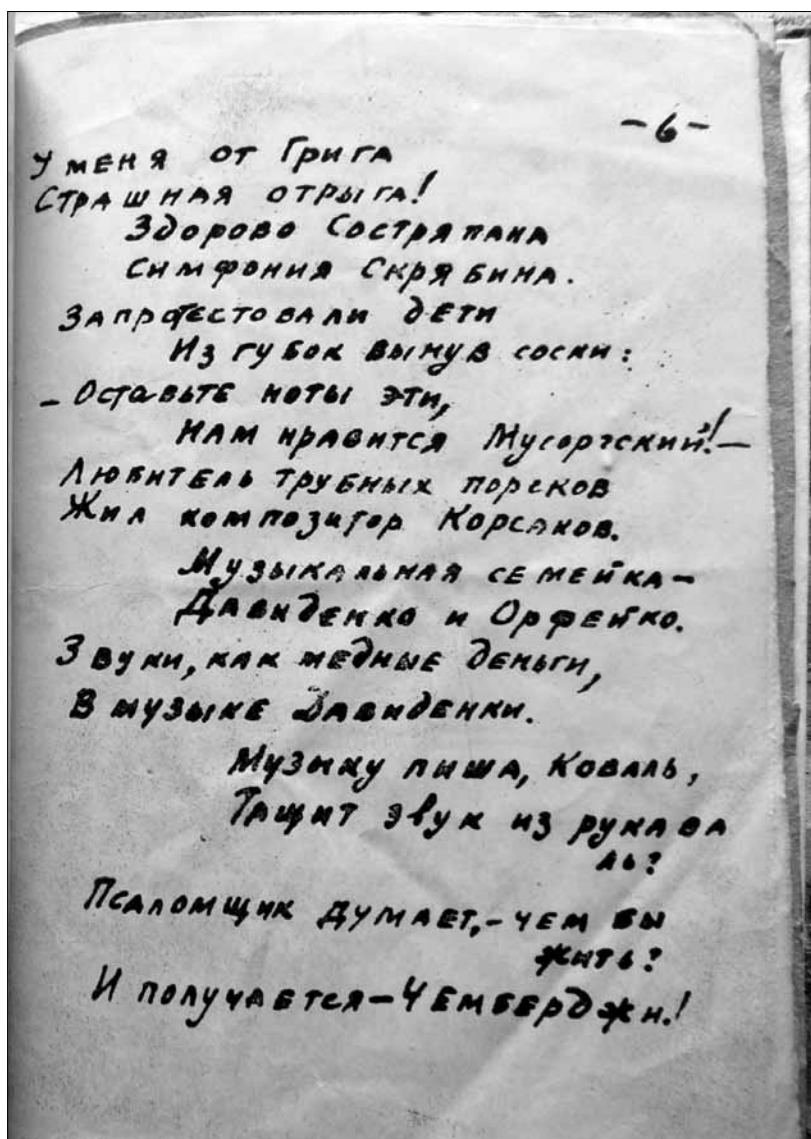 -6-
У меня от Грига
Страшная отрыга!
Здорово Состряпана
Симфония Скрябина.
Запротестовали дети
Из губок вынув соски:
- Оставьте ноты эти,
Нам нравится Мусоргский! -
Любитель трубных порсков
Жил композитор Корсаков.
Музыкальная семейка -
Давиденко и Орфейко.
Звуки, как медные деньги,
В музыке Давиденки.
Музыку пиша, Коваль,
Тащит звук из рукава
ль?
Псаломщик думает, - чем бы
жить?
И получается - Чемберджи.!